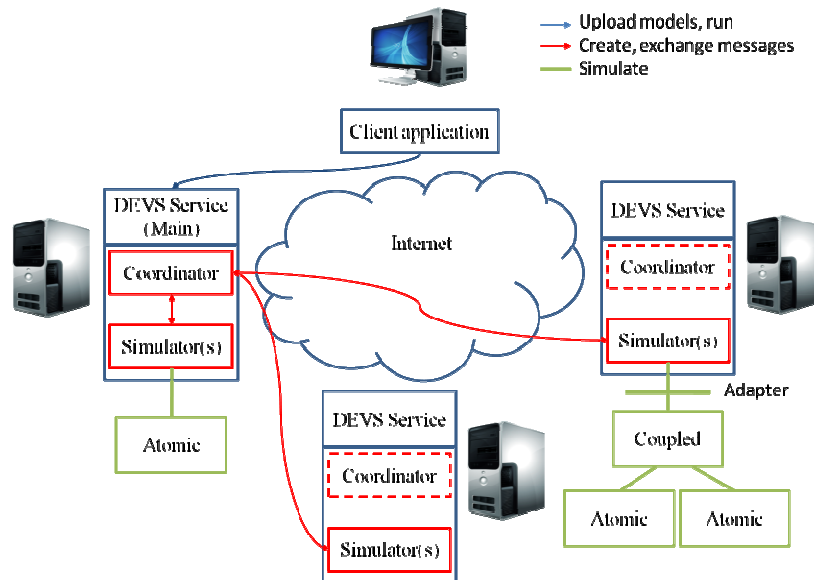 Upload models, run
Create, exchange messages
Simulate
Client application
DEVS Service
(Main)
Coordinator
Simulator(s)
Atomic
Internet
DEVS Service
Coordinator
Simulator(s)
Adapter
Coupled
Atomic
Atomic
DEVS Service
Coordinator
Simulator(s)